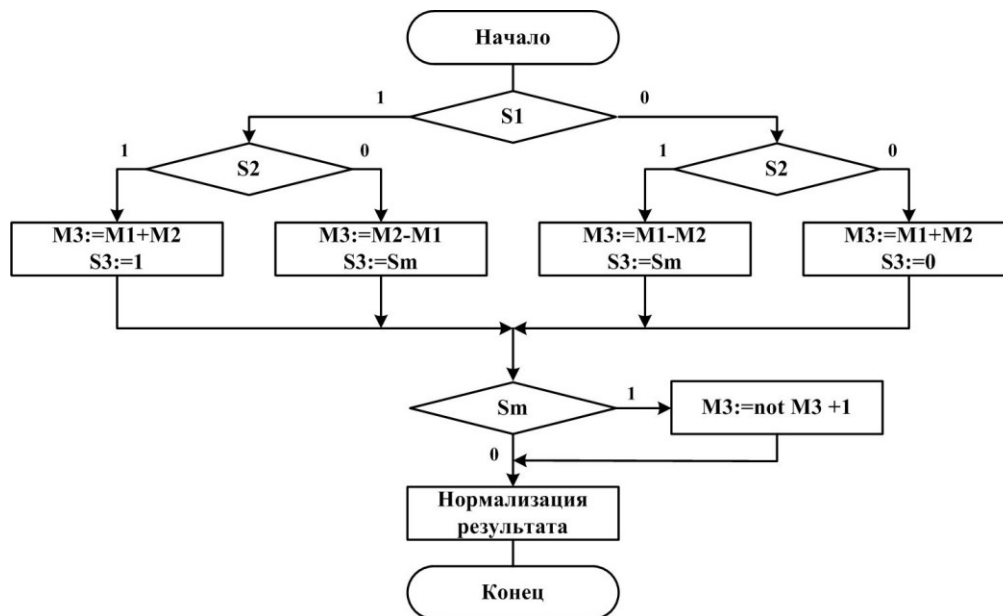 Начало
1
S1
0
1
S2
0
1
S2
0
M3:=M1+M2
S3:=1
M3:=M2-M1
S3:=Sm
M3:=M1-M2
S3:=Sm
M3:=M1+M2
S3:=0
Sm
1
M3:=not M3 +1
0
Нормализация
результата
Конец